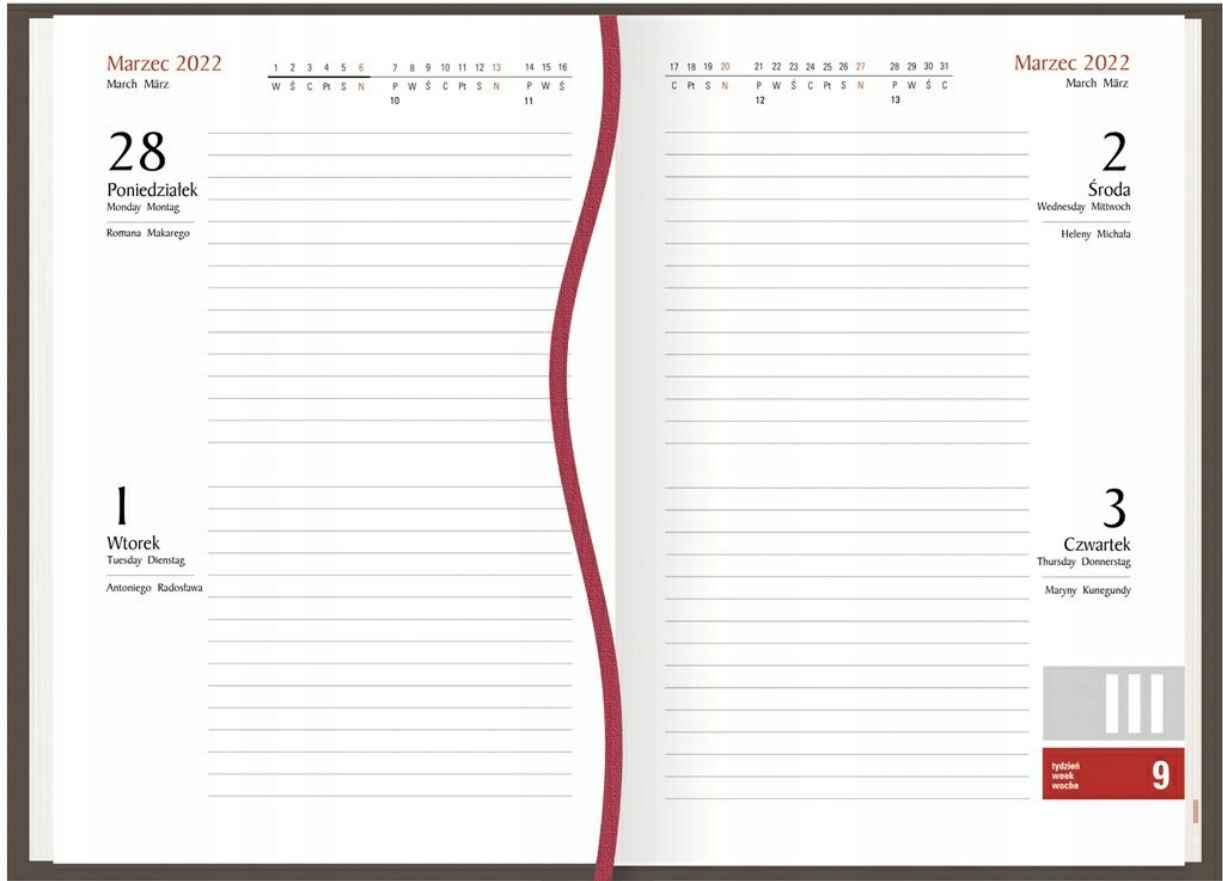 Marzec 2022
March März
1 2 3 4 5 6 7 8 9 10 11 12 13 14 15 16
W Ś C Pt S N P W Ś C Pt S N P W Ś
10 11
28
Poniedziałek
Monday Montag
Romana Makarego
1
Wtorek
Tuesday Dienstag
Antoniego Radosława
17 18 19 20 21 22 23 24 25 26 27 28 29 30 31
C Pt S N P W Ś C Pt S N P W Ś C
12 13
Marzec 2022
March März
2
Środa
Wednesday Mittwoch
Heleny Michała
3
Czwartek
Thursday Donnerstag
Maryny Kunegundy
III
tydzień
week
woche
9